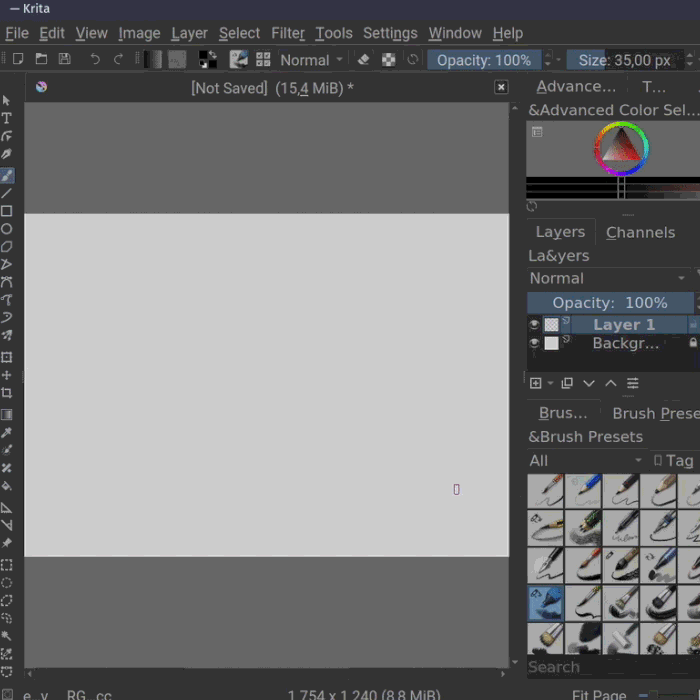 — Krita
File Edit View Image Layer Select Filter Tools Settings Window Help
Normal Opacity: 100% Size: 35,00 px
[Not Saved] (15,4 MiB) *
Advance... T...
&Advanced Color Sel...
Layers Channels
La&yers
Normal
Opacity: 100%
Layer 1
Backgr...
Brus... Brush Prese
&Brush Presets
All Tag
Search
1.754 x 1.240 (8,8 MiB) Fit Page